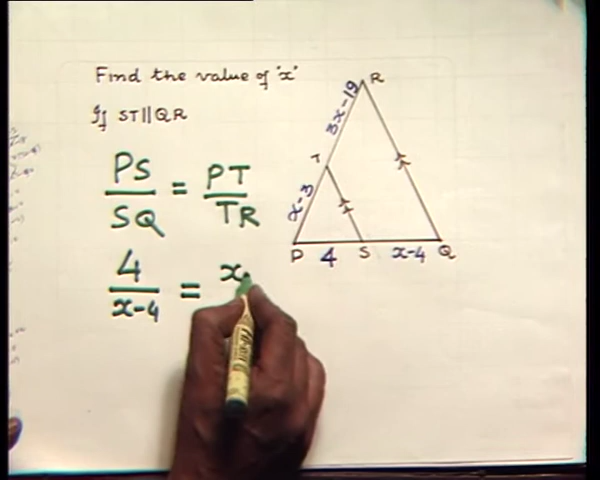 Find the value of 'x'
If ST||QR
PS/SQ = PT/TR
4/x-4 = x
R
3x-19
T
x-3
P 4 S x-4 Q